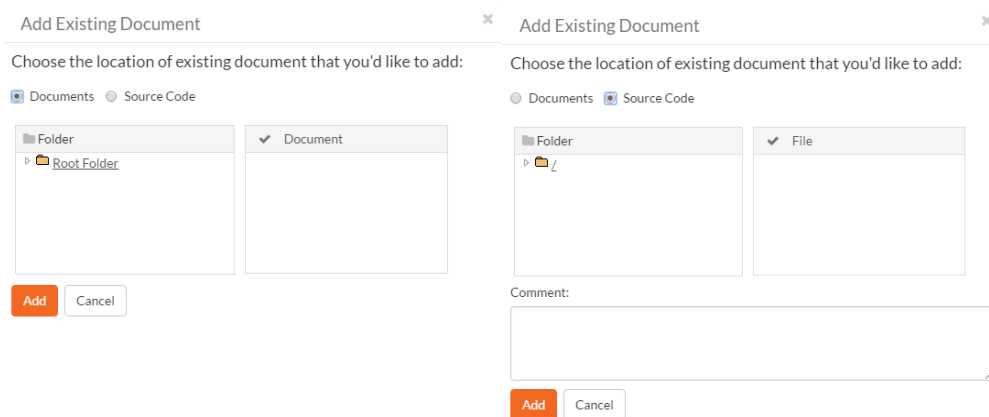 Add Existing Document
Choose the location of existing document that you'd like to add:
Documents Source Code
Folder
Document
Root Folder
Add Cancel
Add Existing Document
Choose the location of existing document that you'd like to add:
Documents Source Code
Folder
File
/
Comment:
Add Cancel